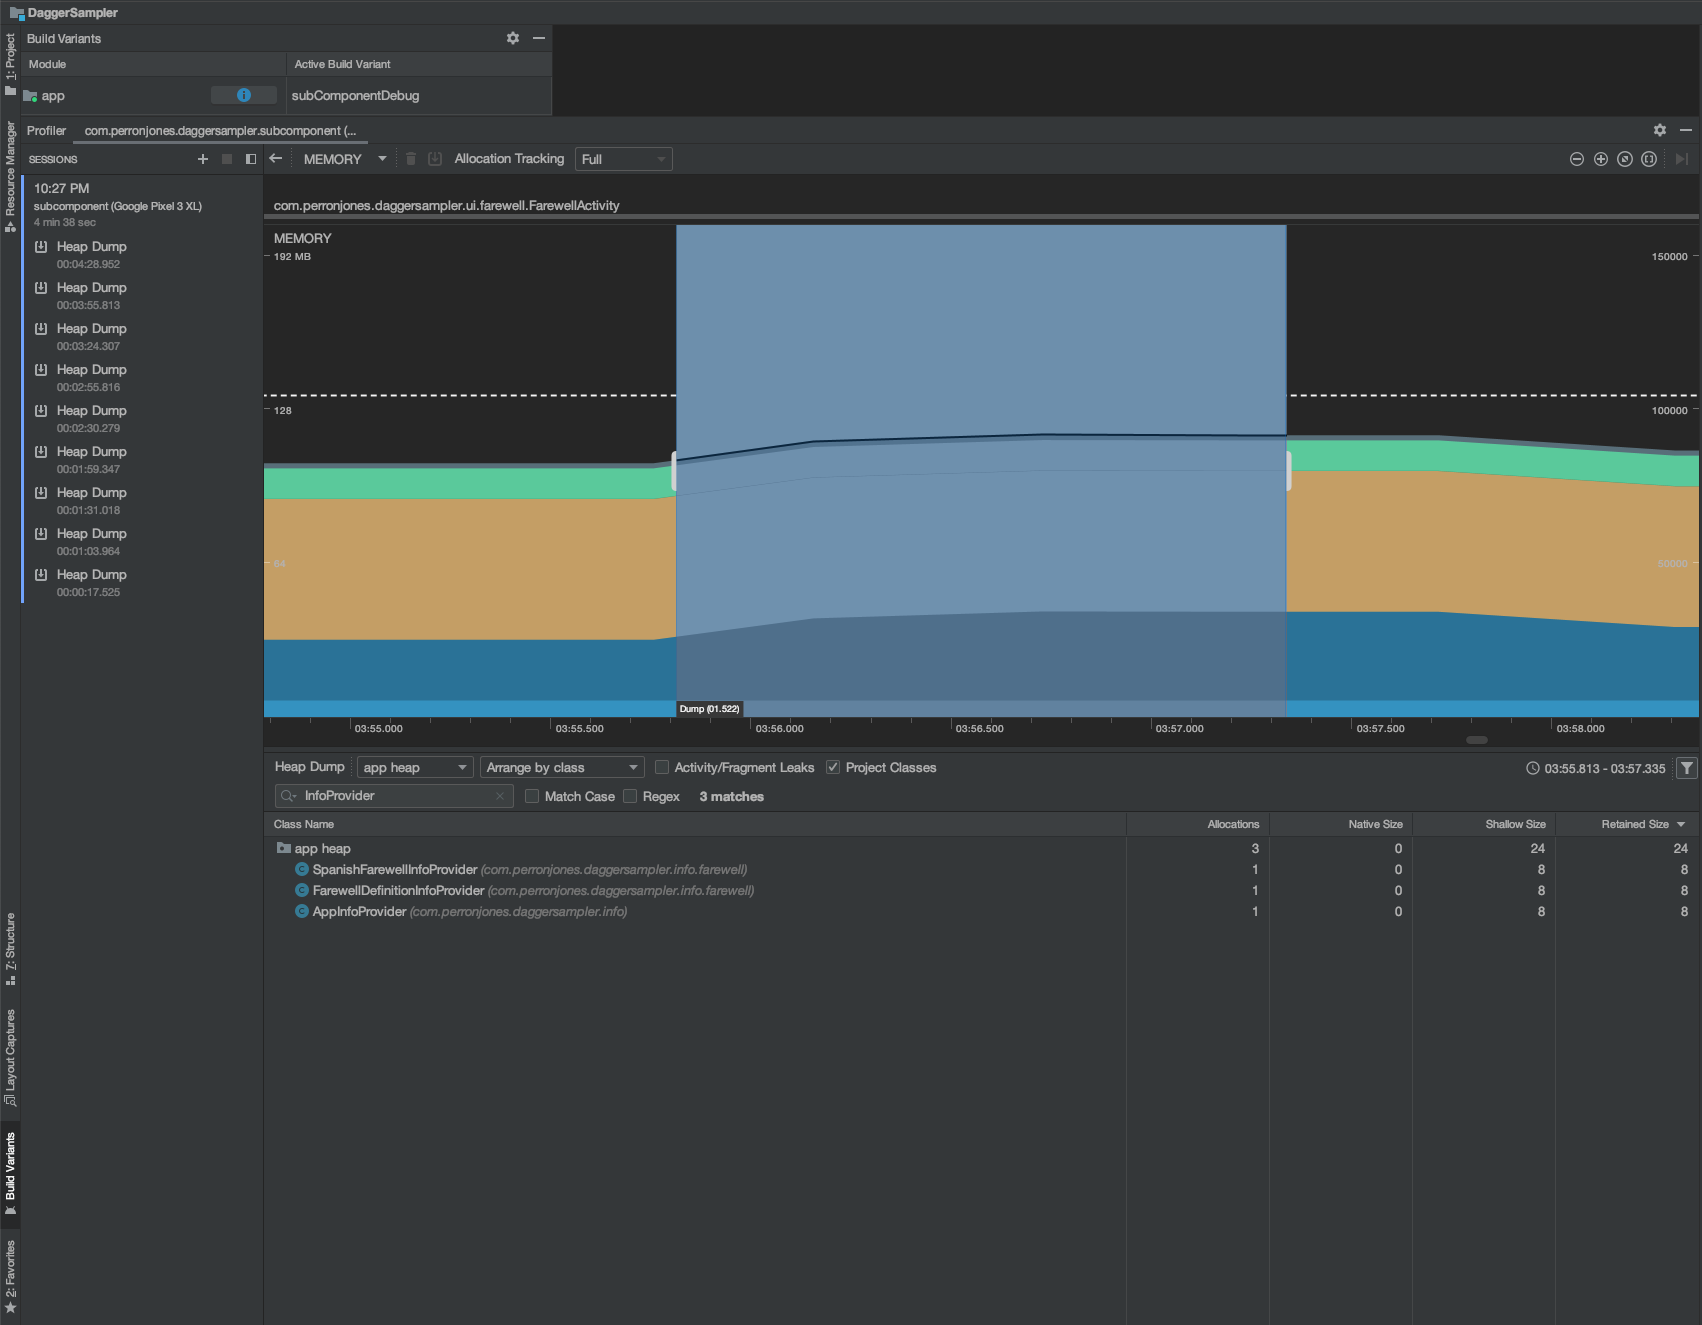 DaggerSampler
Build Variants
Module
Active Build Variant
app
subComponentDebug
Profiler
com.perronjones.daggersampler.subcomponent (...
SESSIONS
MEMORY
Allocation Tracking
Full
10:27 PM
subcomponent (Google Pixel 3 XL)
4 min 38 sec
Heap Dump
00:04:28.952
Heap Dump
00:03:55.813
Heap Dump
00:03:24.307
Heap Dump
00:02:55.816
Heap Dump
00:02:30.279
Heap Dump
00:01:59.347
Heap Dump
00:01:31.018
Heap Dump
00:01:03.964
Heap Dump
00:00:17.525
com.perronjones.daggersampler.ui.farewell.FarewellActivity
MEMORY
192 MB
150000
128
100000
64
50000
Dump (01.522)
03:55.000
03:55.500
03:56.000
03:56.500
03:57.000
03:57.500
03:58.000
Heap Dump
app heap
Arrange by class
Activity/Fragment Leaks
Project Classes
03:55.813 - 03:57.335
InfoProvider
Match Case
Regex
3 matches
Class Name
Allocations
Native Size
Shallow Size
Retained Size
app heap 3 0 24 24
SpanishFarewellInfoProvider (com.perronjones.daggersampler.info.farewell) 1 0 8 8
FarewellDefinitionInfoProvider (com.perronjones.daggersampler.info.farewell) 1 0 8 8
AppInfoProvider (com.perronjones.daggersampler.info) 1 0 8 8
1: Project
Resource Manager
7: Structure
Layout Captures
Build Variants
2: Favorites